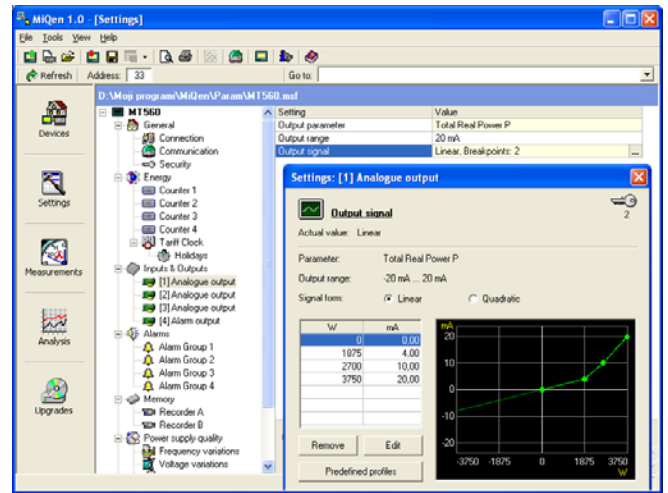 MiQen 1.0 - [Settings]
File Tools View Help
Refresh Address: 33 Go to:
D:\Moji programi\MiQen\Param\MT560.msf
Devices
Settings
Measurements
Analysis
Upgrades
MT560
General
Connection
Communication
Security
Energy
Counter 1
Counter 2
Counter 3
Counter 4
Tariff Clock
Holidays
Inputs & Outputs
[1] Analogue output
[2] Analogue output
[3] Analogue output
[4] Alarm output
Alarms
Alarm Group 1
Alarm Group 2
Alarm Group 3
Alarm Group 4
Memory
Recorder A
Recorder B
Power supply quality
Frequency variations
Voltage variations
Setting Value
Output parameter Total Real Power P
Output range 20 mA
Output signal Linear, Breakpoints: 2 ...
Settings: [1] Analogue output
Output signal
2
Actual value: Linear
Parameter: Total Real Power P
Output range: -20 mA ... 20 mA
Signal form: Linear Quadratic
W mA
0 0.00
1875 4,00
2700 10,00
3750 20,00
Remove Edit
Predefined profiles
mA
20
10
0
-10
-20
-3750 -1875 0 1875 3750
W